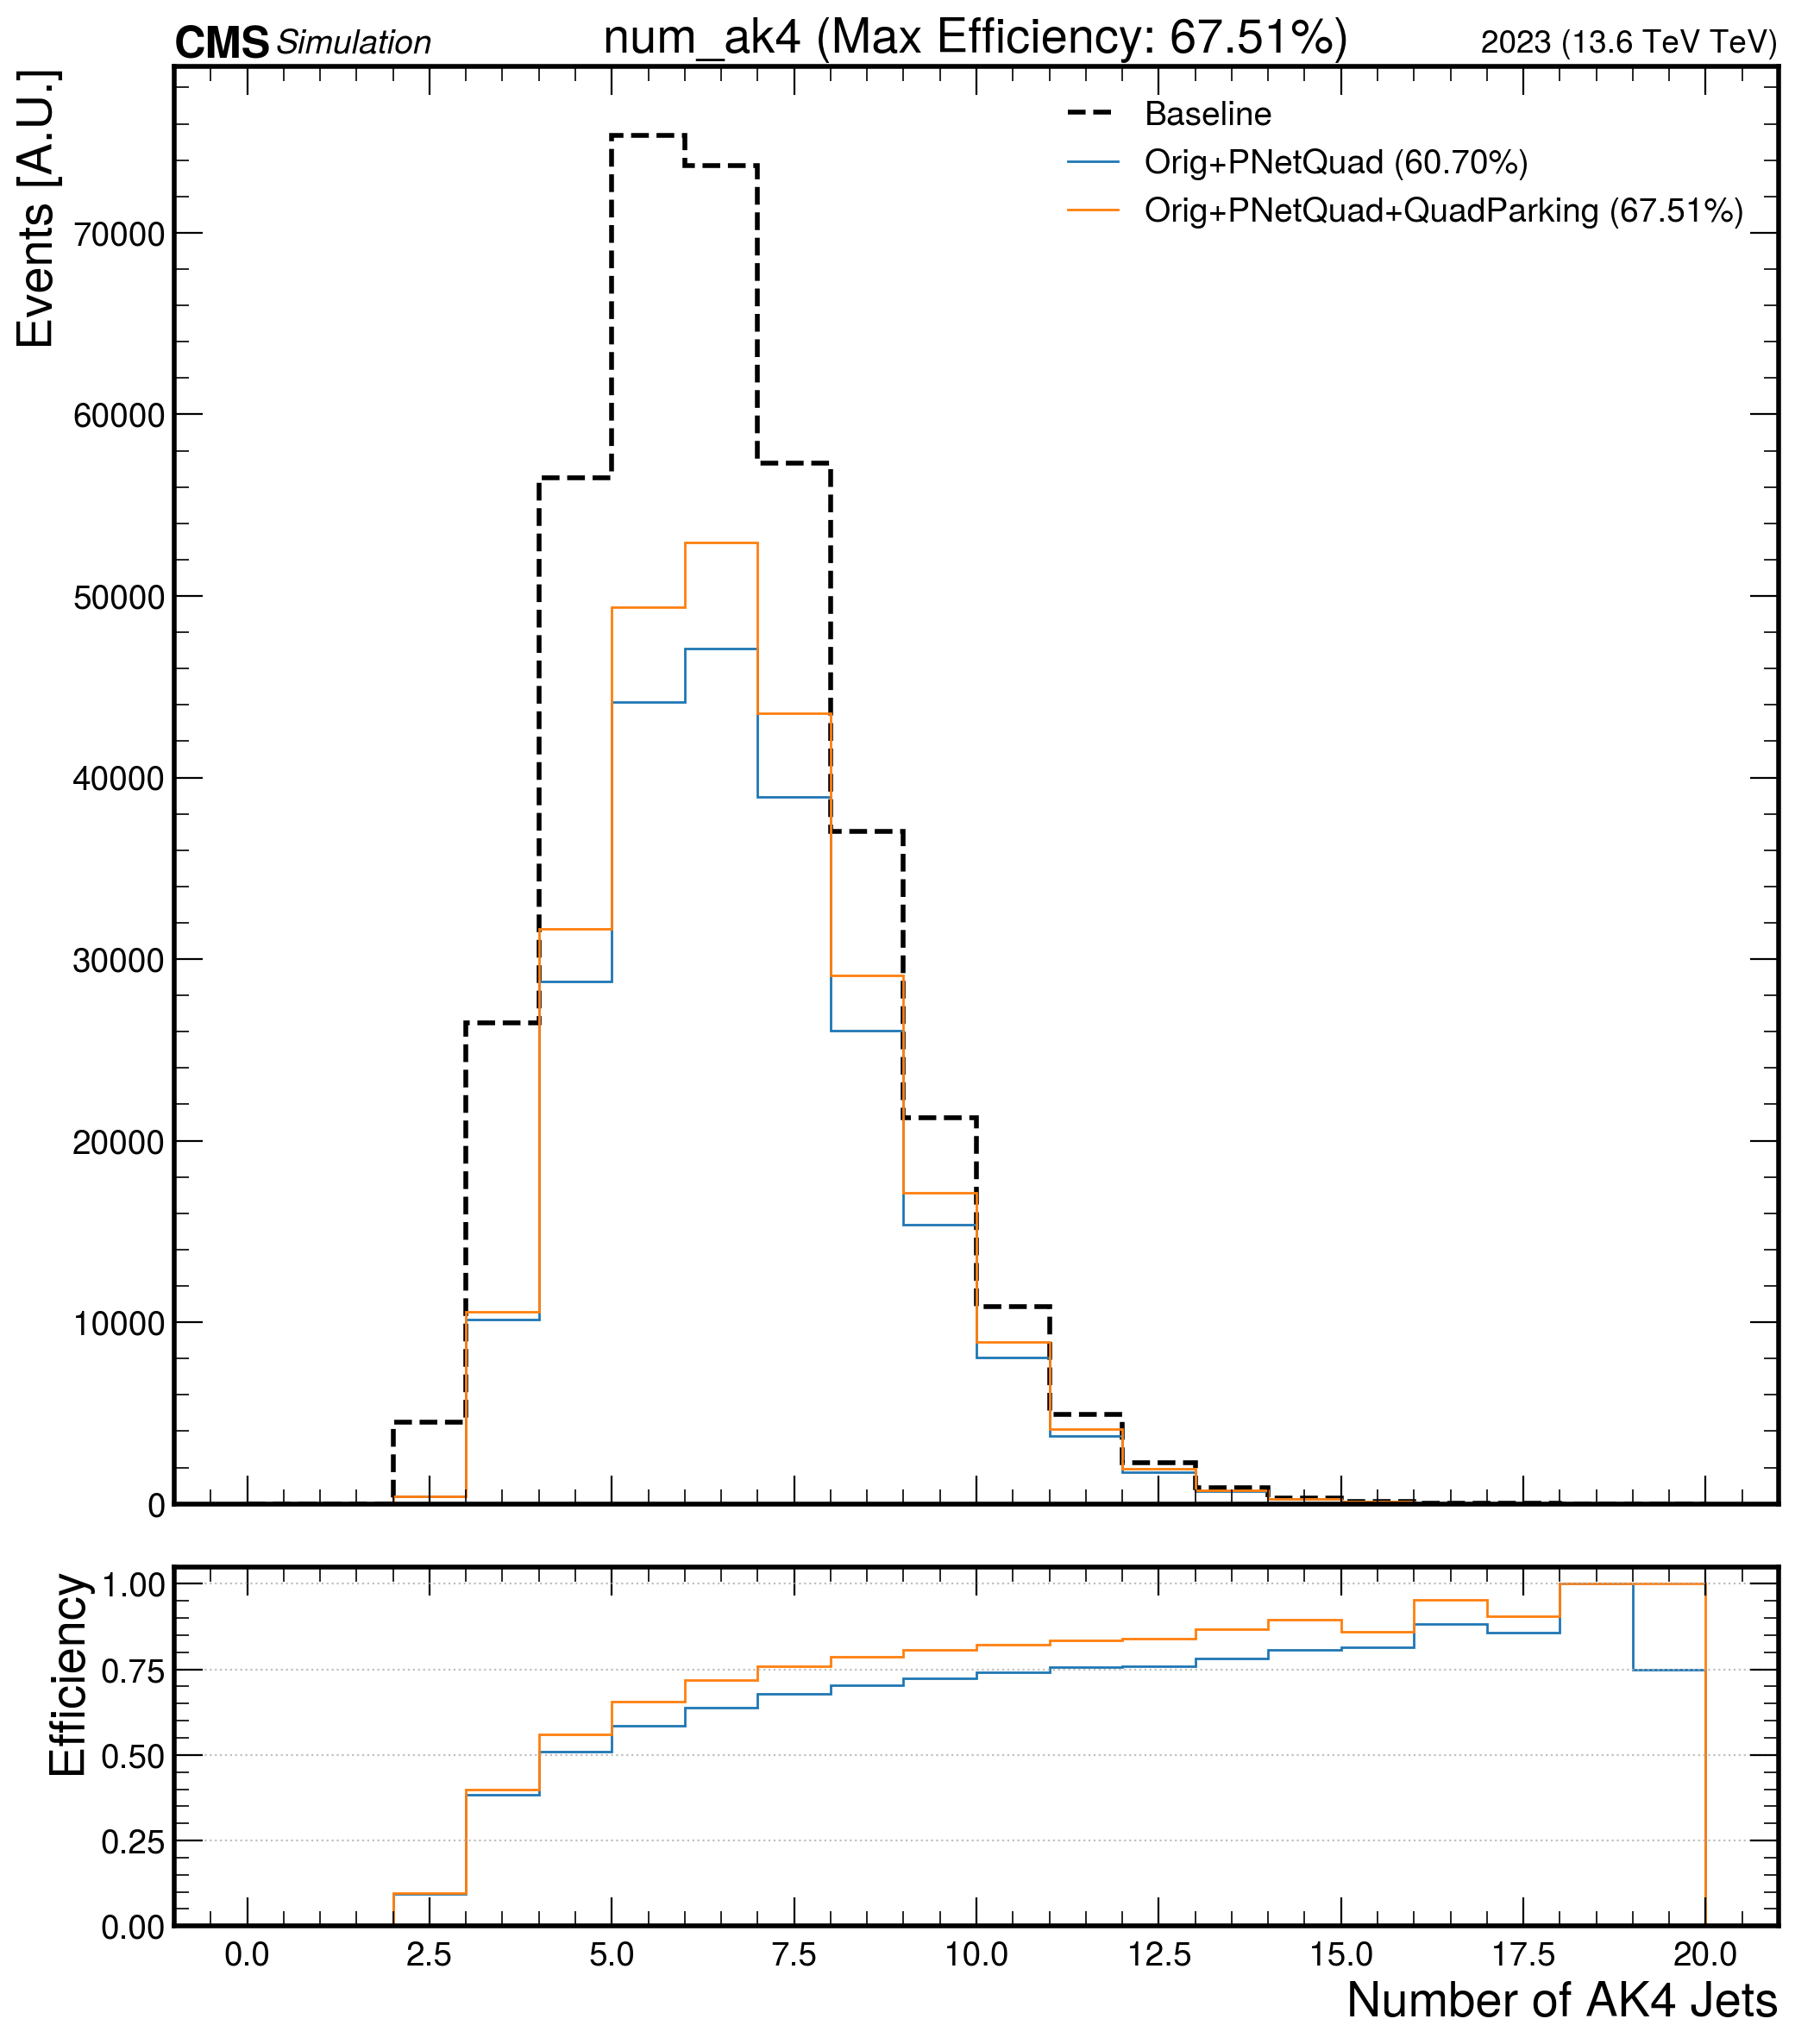 CMS Simulation num_ak4 (Max Efficiency: 67.51%) 2023 (13.6 TeV TeV)
Events [A.U.]
Baseline
Orig+PNetQuad (60.70%)
Orig+PNetQuad+QuadParking (67.51%)
70000
60000
50000
40000
30000
20000
10000
0
Efficiency
1.00
0.75
0.50
0.25
0.00
0.0 2.5 5.0 7.5 10.0 12.5 15.0 17.5 20.0
Number of AK4 Jets